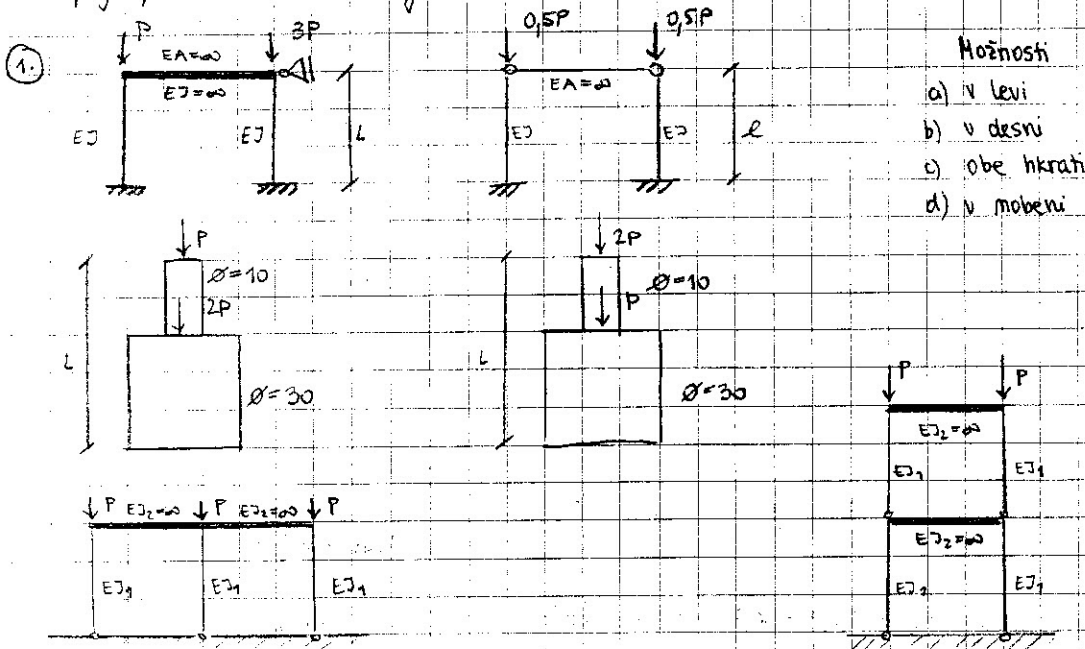 1.
P
3P
EA=∞
EJ=∞
EJ
EJ
L
0,5P
0,5P
EA=∞
EJ
EJ
l
Možnosti
a) v levi
b) v desni
c) obe hkrati
d) v nobeni
P
Ø=10
2P
L
Ø=30
2P
Ø=10
P
L
Ø=30
P EJ₂=∞ P EJ₂=∞ P
EJ₁
EJ₁
EJ₁
P
P
EJ₂=∞
EJ₁
EJ₁
EJ₂=∞
EJ₁
EJ₁